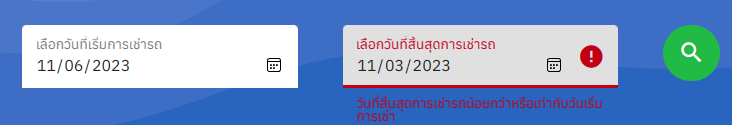 เลือกวันที่เริ่มการเช่ารถ
11/06/2023
เลือกวันที่สิ้นสุดการเช่ารถ
11/03/2023
วันที่สิ้นสุดการเช่ารถน้อยกว่าหรือเท่ากับวันเริ่ม
การเช่า